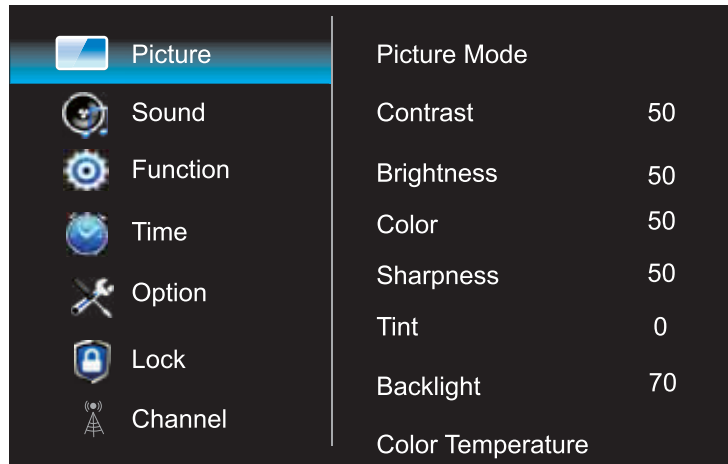 Picture
Sound
Function
Time
Option
Lock
Channel
Picture Mode
Contrast 50
Brightness 50
Color 50
Sharpness 50
Tint 0
Backlight 70
Color Temperature